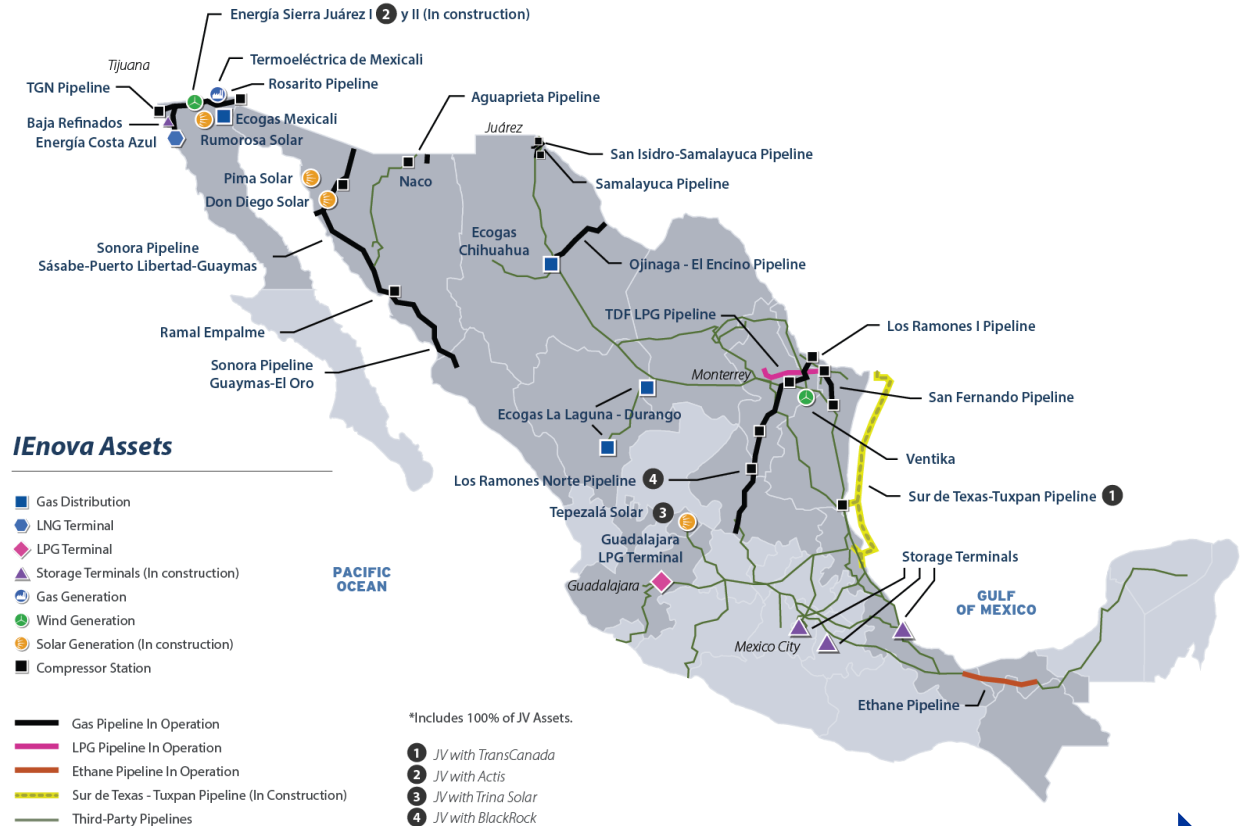 Energía Sierra Juárez I 2 y II (In construction)
Tijuana
Termoeléctrica de Mexicali
TGN Pipeline
Rosarito Pipeline
Aguaprieta Pipeline
Baja Refinados
Ecogas Mexicali
Juárez
Energía Costa Azul
Rumorosa Solar
San Isidro-Samalayuca Pipeline
Pima Solar
Naco
Samalayuca Pipeline
Don Diego Solar
Ecogas
Chihuahua
Sonora Pipeline
Sásabe-Puerto Libertad-Guaymas
Ojinaga - El Encino Pipeline
TDF LPG Pipeline
Ramal Empalme
Los Ramones I Pipeline
Sonora Pipeline
Guaymas-El Oro
Monterrey
San Fernando Pipeline
Ecogas La Laguna - Durango
IEnova Assets
Ventika
Los Ramones Norte Pipeline 4
Sur de Texas-Tuxpan Pipeline 1
Gas Distribution
Tepezalá Solar 3
LNG Terminal
Guadalajara
LPG Terminal
LPG Terminal
Storage Terminals
Storage Terminals (In construction)
PACIFIC
OCEAN
Guadalajara
Gas Generation
GULF
OF MEXICO
Wind Generation
Solar Generation (In construction)
Mexico City
Compressor Station
Ethane Pipeline
Gas Pipeline In Operation
*Includes 100% of JV Assets.
LPG Pipeline In Operation
1 JV with TransCanada
Ethane Pipeline In Operation
2 JV with Actis
Sur de Texas - Tuxpan Pipeline (In Construction)
3 JV with Trina Solar
Third-Party Pipelines
4 JV with BlackRock